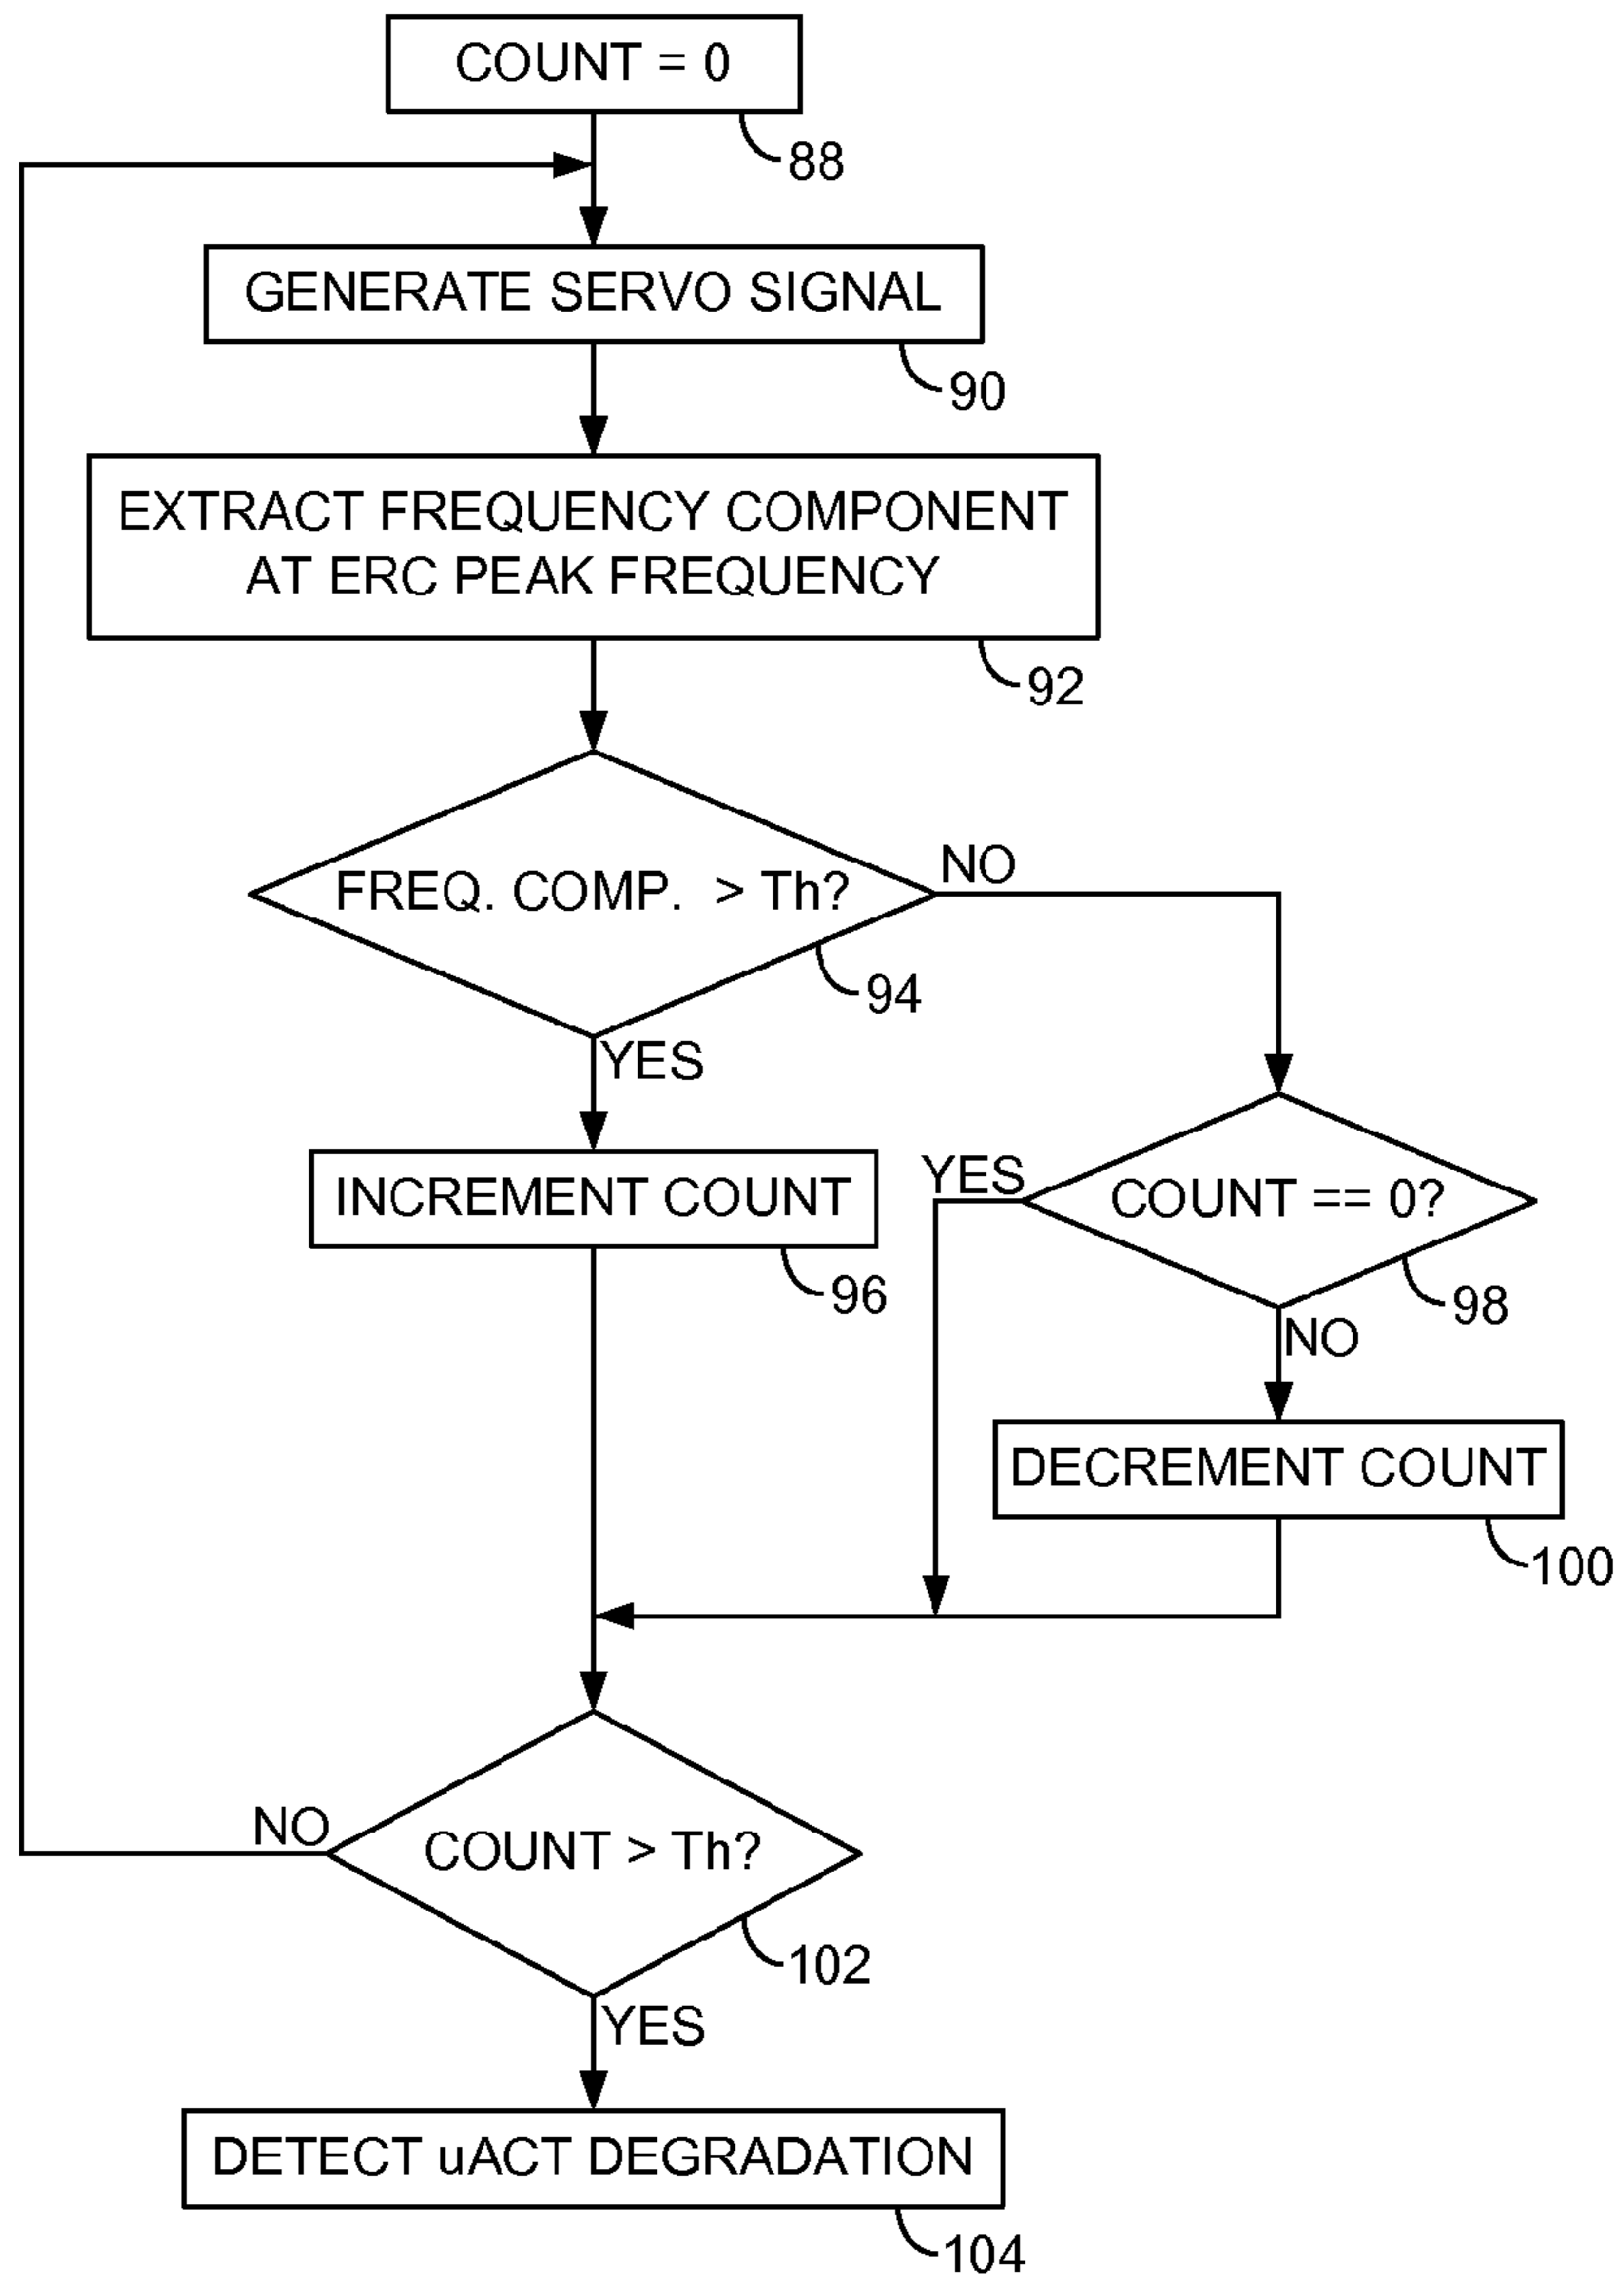 COUNT = 0
88
GENERATE SERVO SIGNAL
90
EXTRACT FREQUENCY COMPONENT
AT ERC PEAK FREQUENCY
92
FREQ. COMP. > Th?
NO
94
YES
INCREMENT COUNT
96
YES
COUNT == 0?
98
NO
DECREMENT COUNT
100
NO
COUNT > Th?
102
YES
DETECT uACT DEGRADATION
104